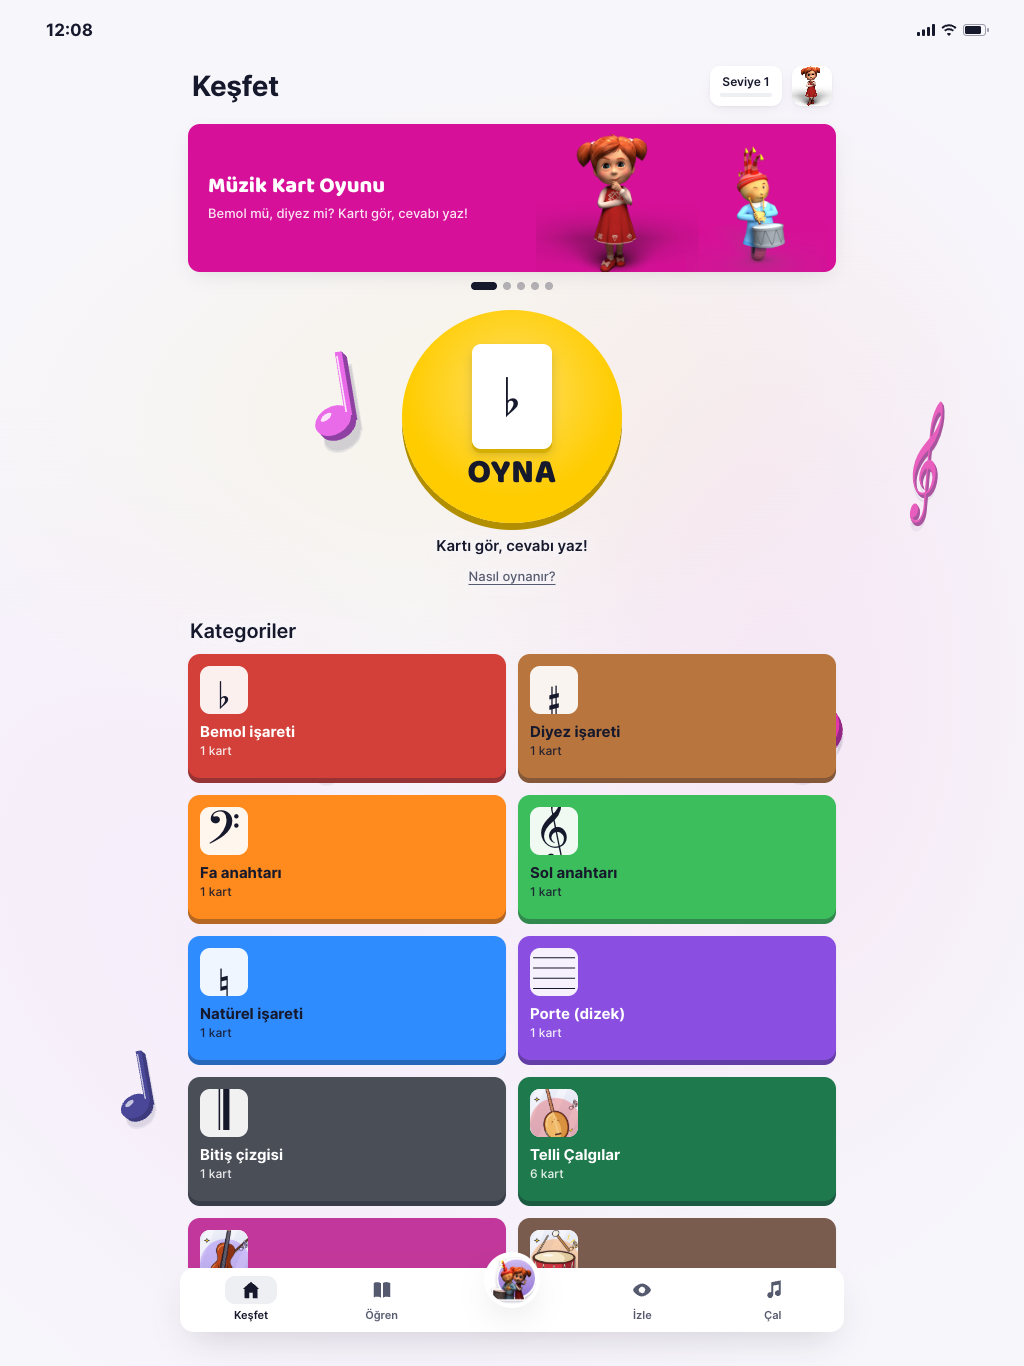 12:08
Keşfet
Seviye 1
Müzik Kart Oyunu
Bemol mü, diyez mi? Kartı gör, cevabı yaz!
OYNA
Kartı gör, cevabı yaz!
Nasıl oynanır?
Kategoriler
Bemol işareti
1 kart
Diyez işareti
1 kart
Fa anahtarı
1 kart
Sol anahtarı
1 kart
Natürel işareti
1 kart
Porte (dizek)
1 kart
Bitiş çizgisi
1 kart
Telli Çalgılar
6 kart
Keşfet
Öğren
İzle
Çal